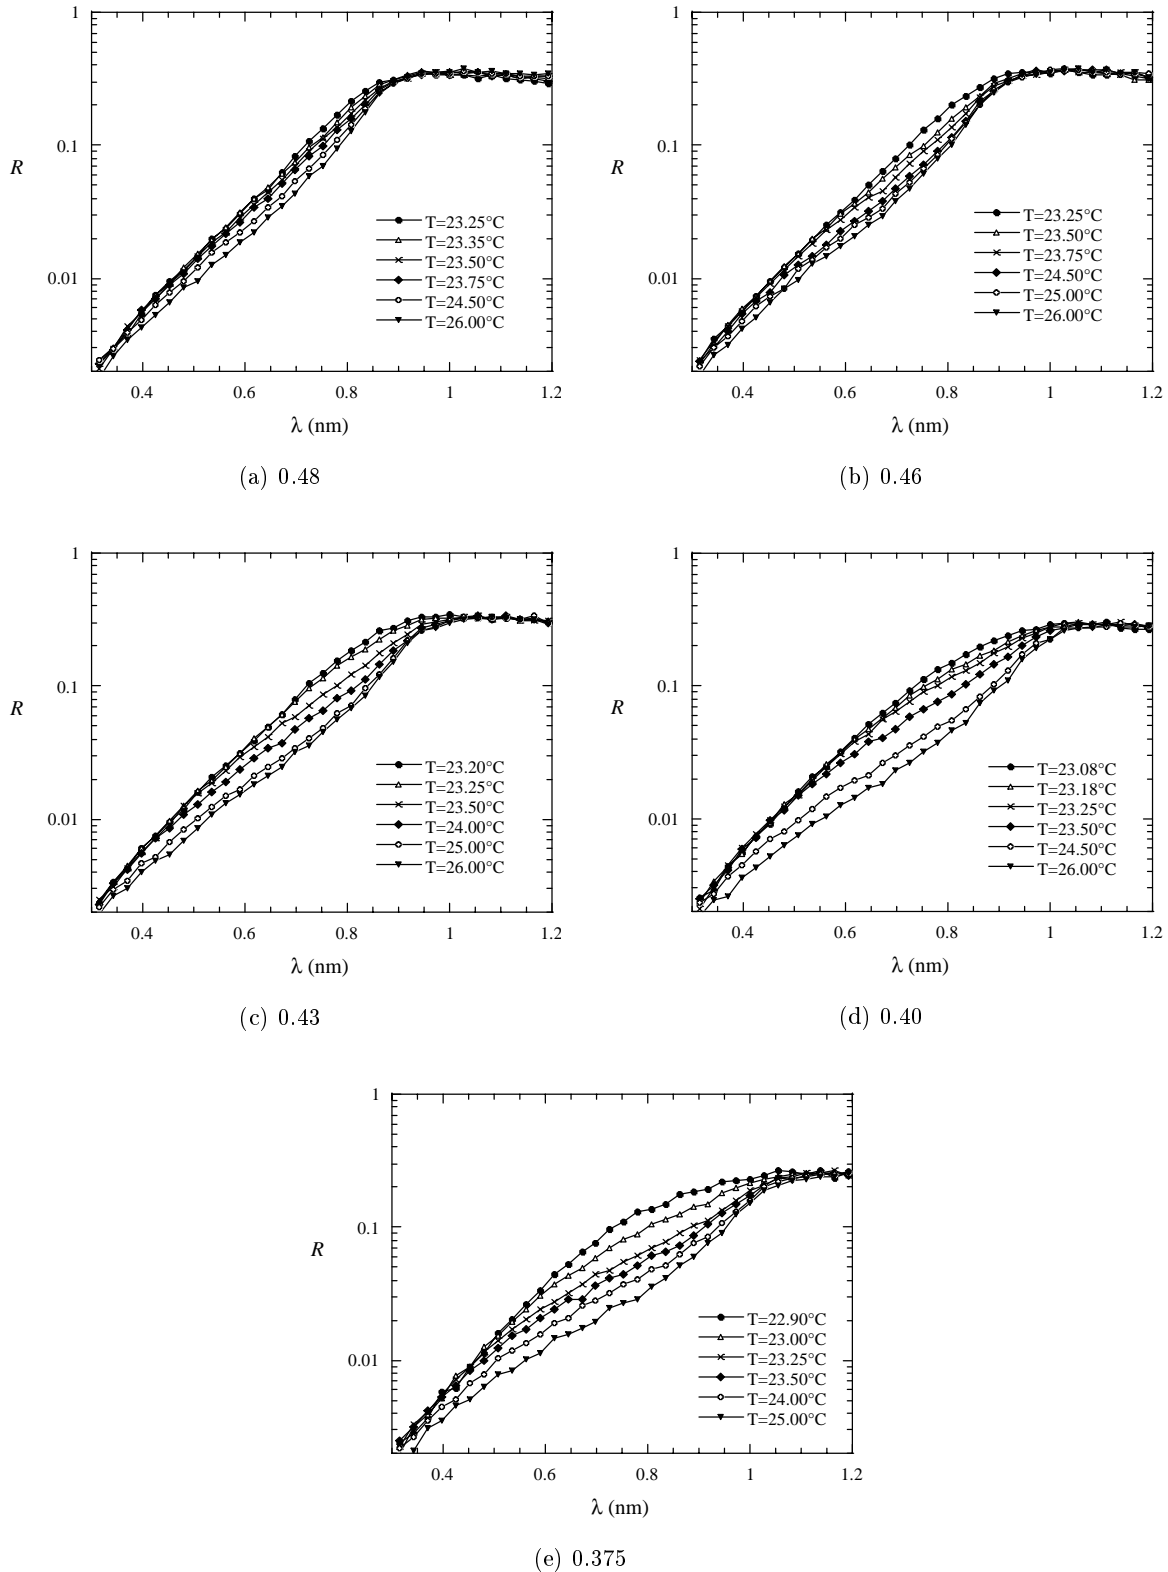 1
0.1
0.01
R
T=23.25°C
T=23.35°C
T=23.50°C
T=23.75°C
T=24.50°C
T=26.00°C
0.4 0.6 0.8 1 1.2
λ (nm)
(a) 0.48
1
0.1
0.01
R
T=23.25°C
T=23.50°C
T=23.75°C
T=24.50°C
T=25.00°C
T=26.00°C
0.4 0.6 0.8 1 1.2
λ (nm)
(b) 0.46
1
0.1
0.01
R
T=23.20°C
T=23.25°C
T=23.50°C
T=24.00°C
T=25.00°C
T=26.00°C
0.4 0.6 0.8 1 1.2
λ (nm)
(c) 0.43
1
0.1
0.01
R
T=23.08°C
T=23.18°C
T=23.25°C
T=23.50°C
T=24.50°C
T=26.00°C
0.4 0.6 0.8 1 1.2
λ (nm)
(d) 0.40
1
0.1
0.01
R
T=22.90°C
T=23.00°C
T=23.25°C
T=23.50°C
T=24.00°C
T=25.00°C
0.4 0.6 0.8 1 1.2
λ (nm)
(e) 0.375